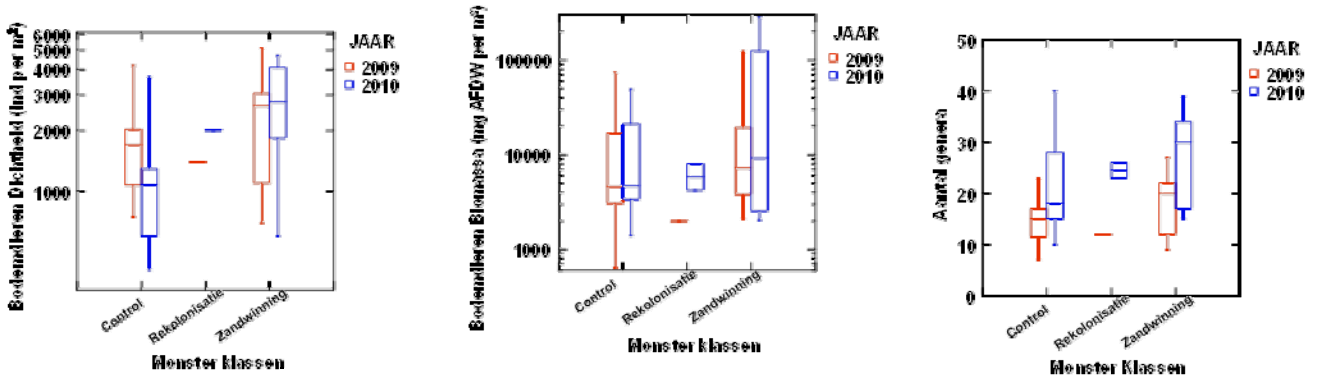 Bodemdieren Dichtheid (Ind per m²)
6000
5000
4000
3000
2000
1000
JAAR
2009
2010
Control
Rekolonisatie
Zandwinning
Monster klassen
Bodemdieren Biomassa (mg AFDW per m²)
100000
10000
1000
JAAR
2009
2010
Control
Rekolonisatie
Zandwinning
Monster klassen
Aantal genera
50
40
30
20
10
0
JAAR
2009
2010
Control
Rekolonisatie
Zandwinning
Monster Klassen